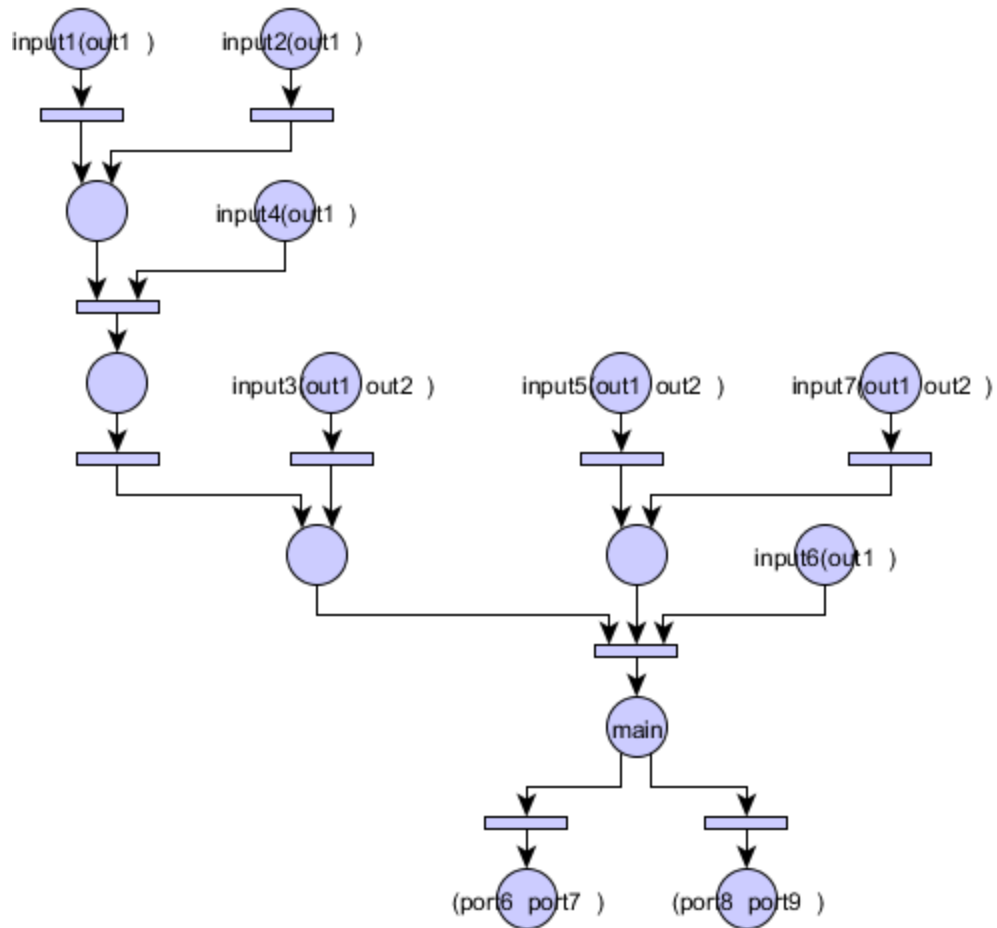 input1(out1 )
input2(out1 )
input4(out1 )
input3(out1 out2 )
input5(out1 out2 )
input7(out1 out2 )
input6(out1 )
main
(port6 port7 )
(port8 port9 )